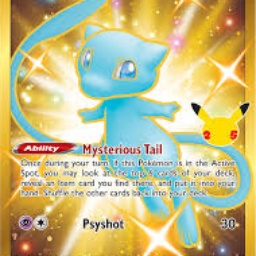 Ability Mysterious Tail
Once during your turn, if this Pokémon is in the Active
Spot, you may look at the top 6 cards of your deck,
reveal an Item card you find there, and put it into your
hand. Shuffle the other cards back into your deck.
Psyshot 30
25